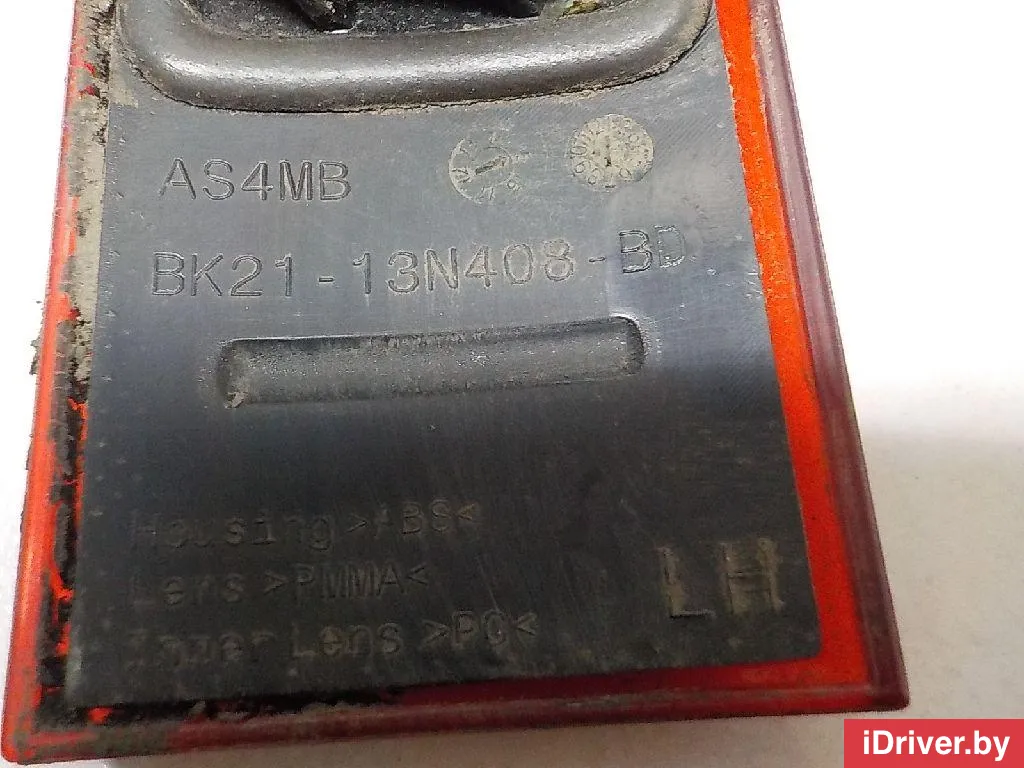 AS4MB
BK21-13N408-BD
Housing >ABS<
Lens >PMMA<
Inner Lens >PC<
LH
iDriver.by